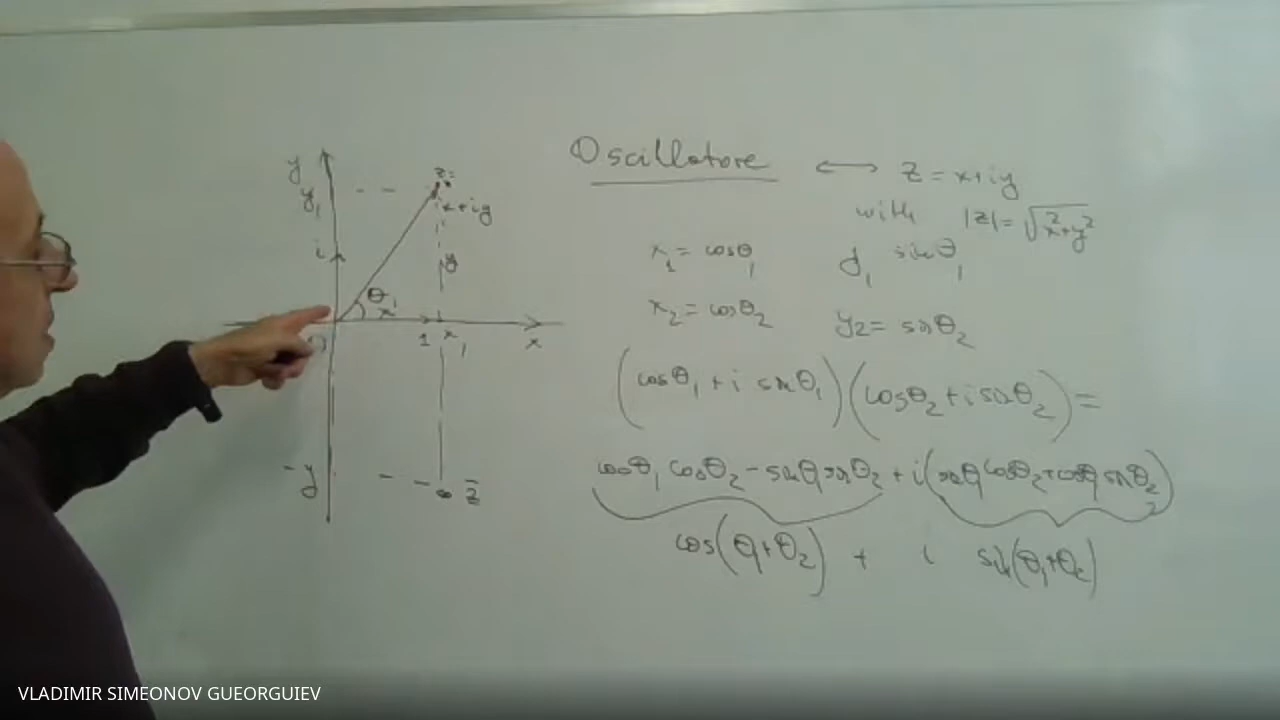 Oscillatore ⟷ z = x+iy
with |z| = √x²+y²
x₁ = cosθ₁ y₁ sinθ₁
x₂ = cosθ₂ y₂ = sinθ₂
(cosθ₁ + i sinθ₁)(cosθ₂ + i sinθ₂) =
cosθ₁ cosθ₂ - sinθ₁ sinθ₂ + i(sinθ₁ cosθ₂ + cosθ₁ sinθ₂)
cos(θ₁+θ₂) + i sin(θ₁+θ₂)
y
y₁
z =
x+iy
i
y
θ₁
x
0
1 x₁
x
-y
z̄
VLADIMIR SIMEONOV GUEORGUIEV